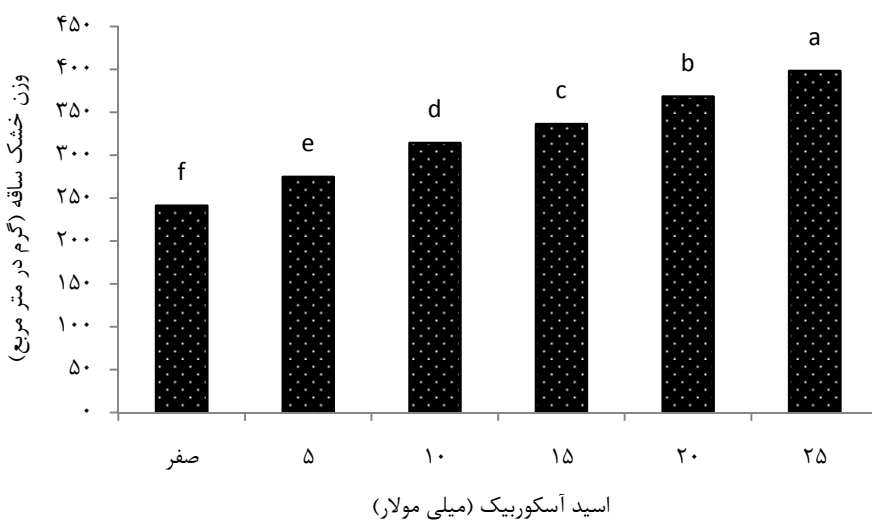 وزن خشک ساقه (گرم در متر مربع)
۴۵۰
۴۰۰
۳۵۰
۳۰۰
۲۵۰
۲۰۰
۱۵۰
۱۰۰
۵۰
۰
f
e
d
c
b
a
صفر
۵
۱۰
۱۵
۲۰
۲۵
اسید آسکوربیک (میلی مولار)